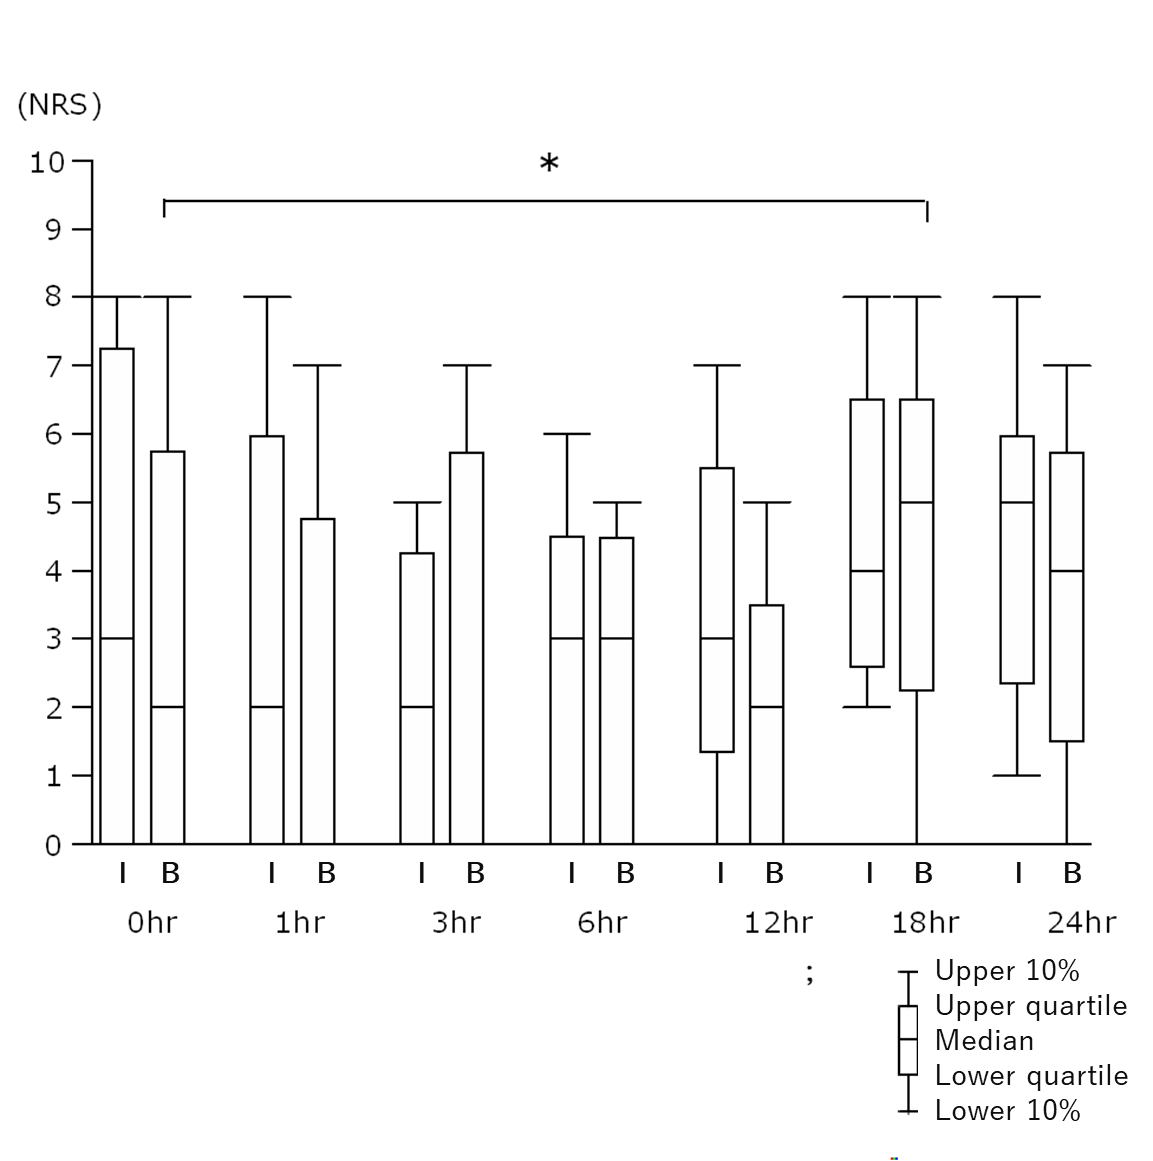 (NRS)
10
*
9
8
7
6
5
4
3
2
1
0
I B I B I B I B I B I B I B
0hr 1hr 3hr 6hr 12hr 18hr 24hr
;
Upper 10%
Upper quartile
Median
Lower quartile
Lower 10%